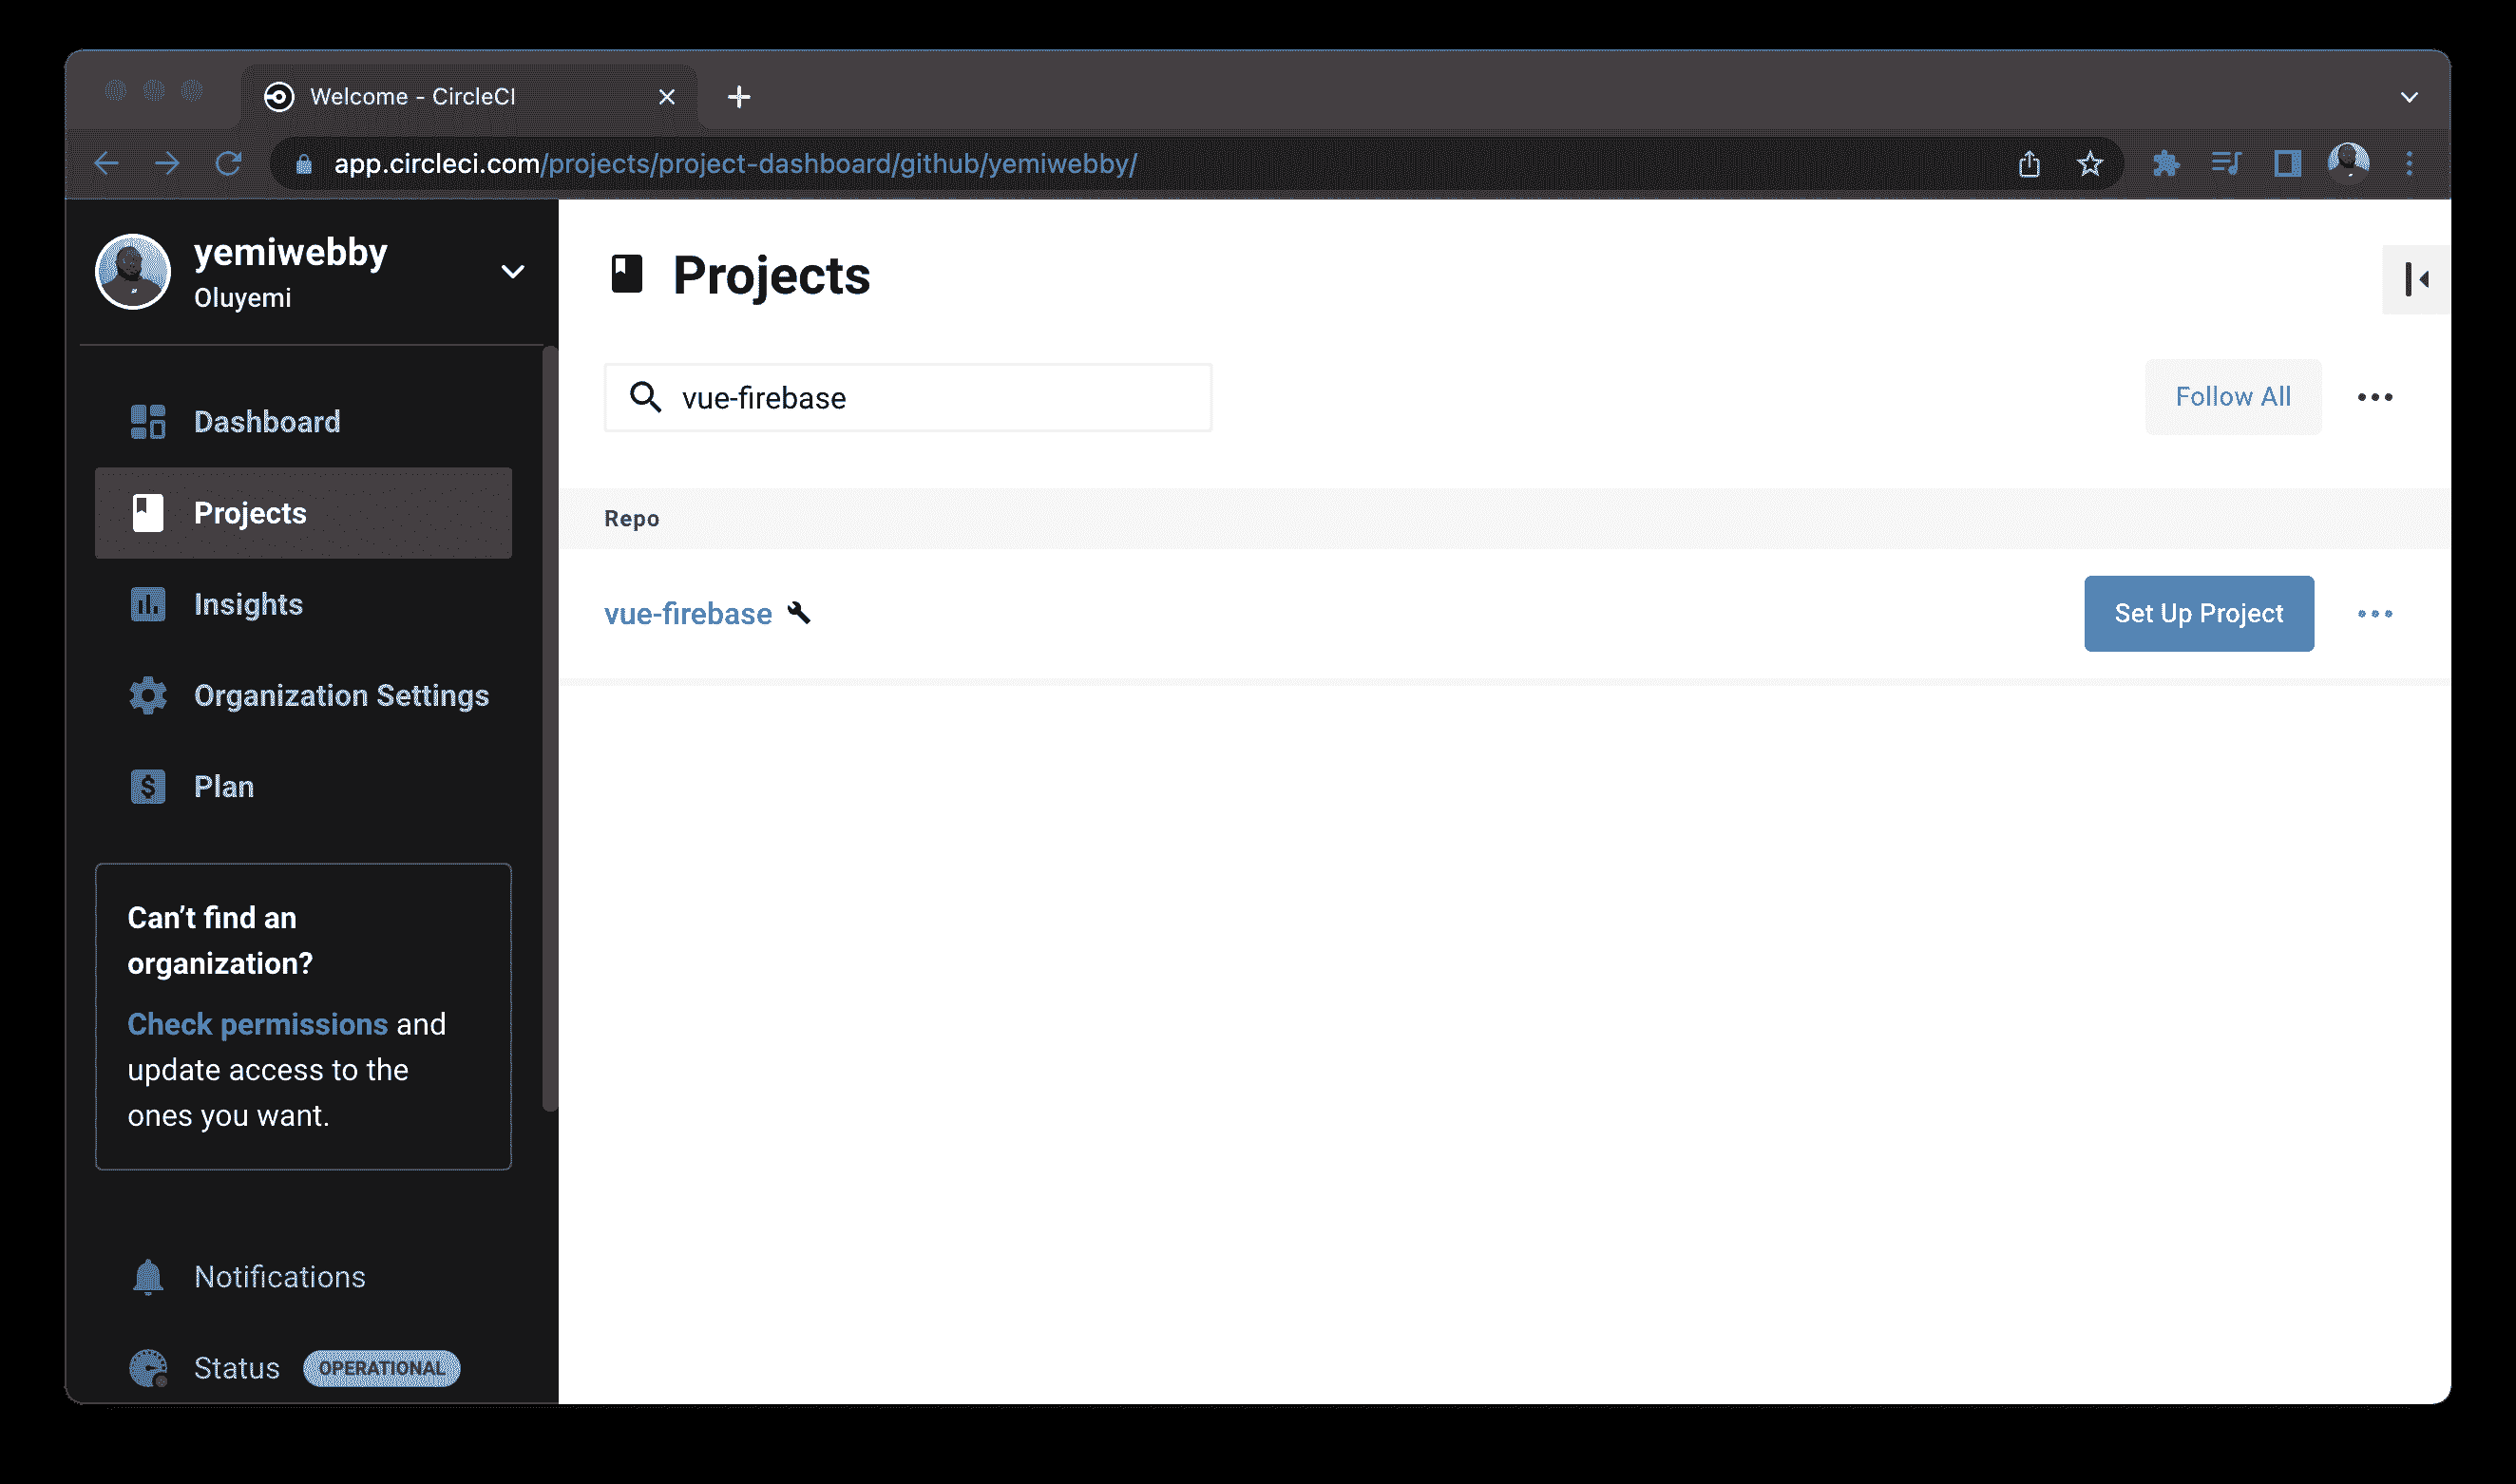 Welcome - CircleCI
app.circleci.com/projects/project-dashboard/github/yemiwebby/
yemiwebby
Oluyemi
Dashboard
Projects
Insights
Organization Settings
Plan
Can’t find an
organization?
Check permissions and
update access to the
ones you want.
Notifications
Status OPERATIONAL
Projects
vue-firebase
Follow All
Repo
vue-firebase
Set Up Project